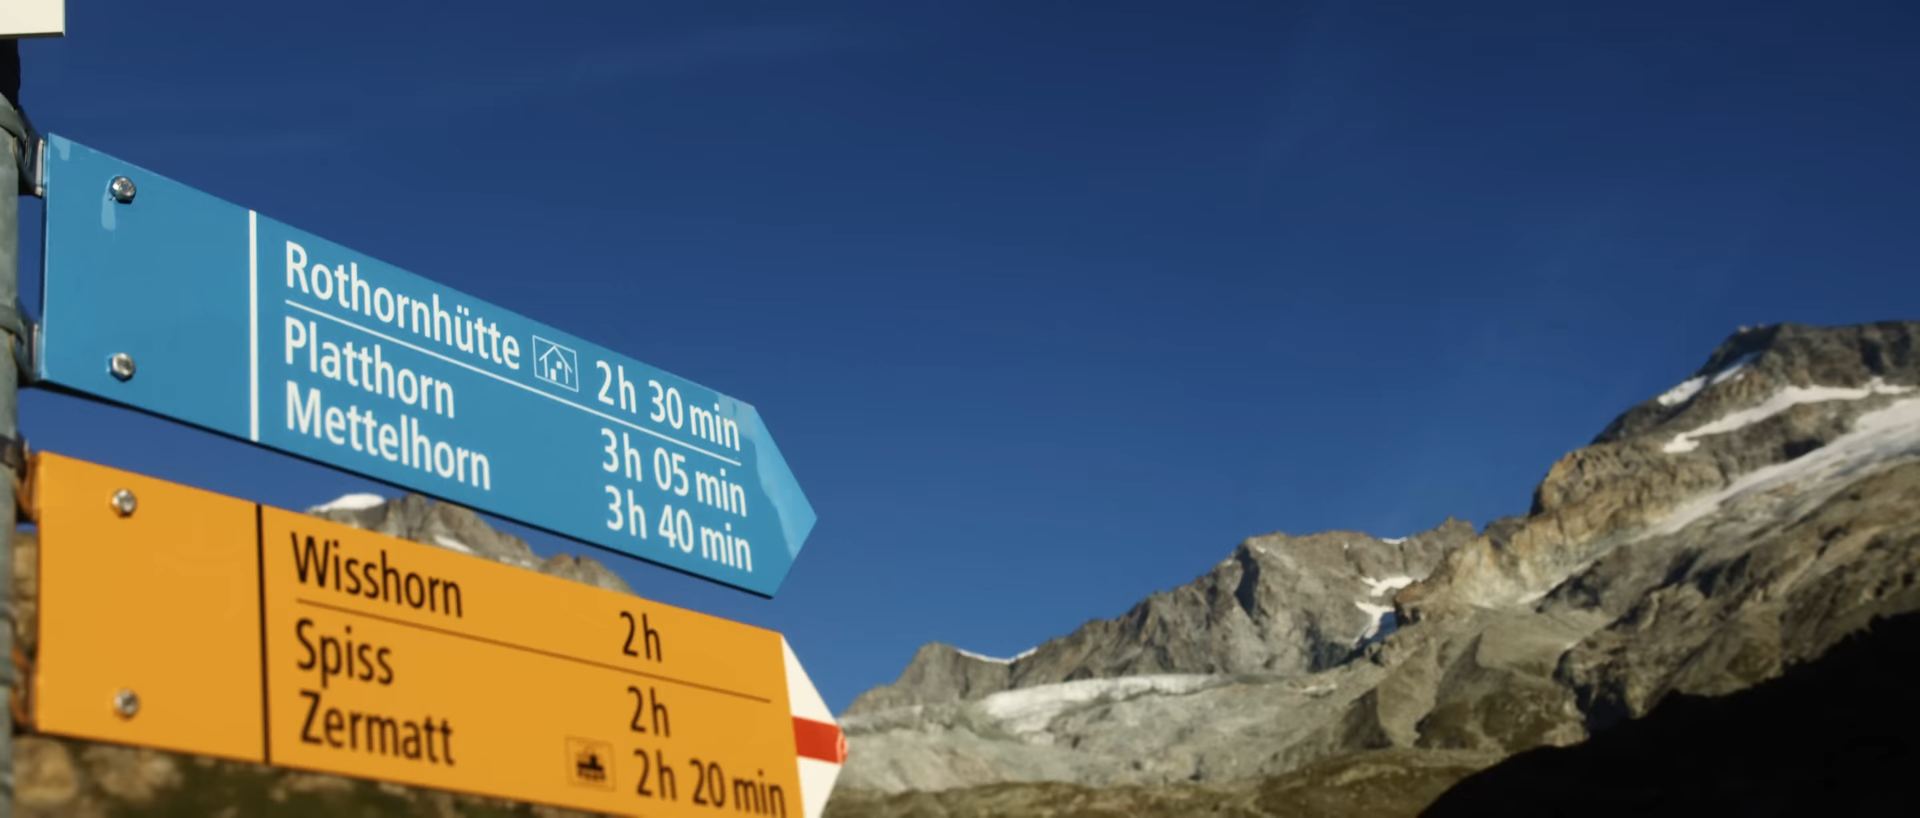 Rothornhütte 2h 30 min
Platthorn 3h 05 min
Mettelhorn 3h 40 min
Wisshorn 2h
Spiss 2h
Zermatt 2h 20 min